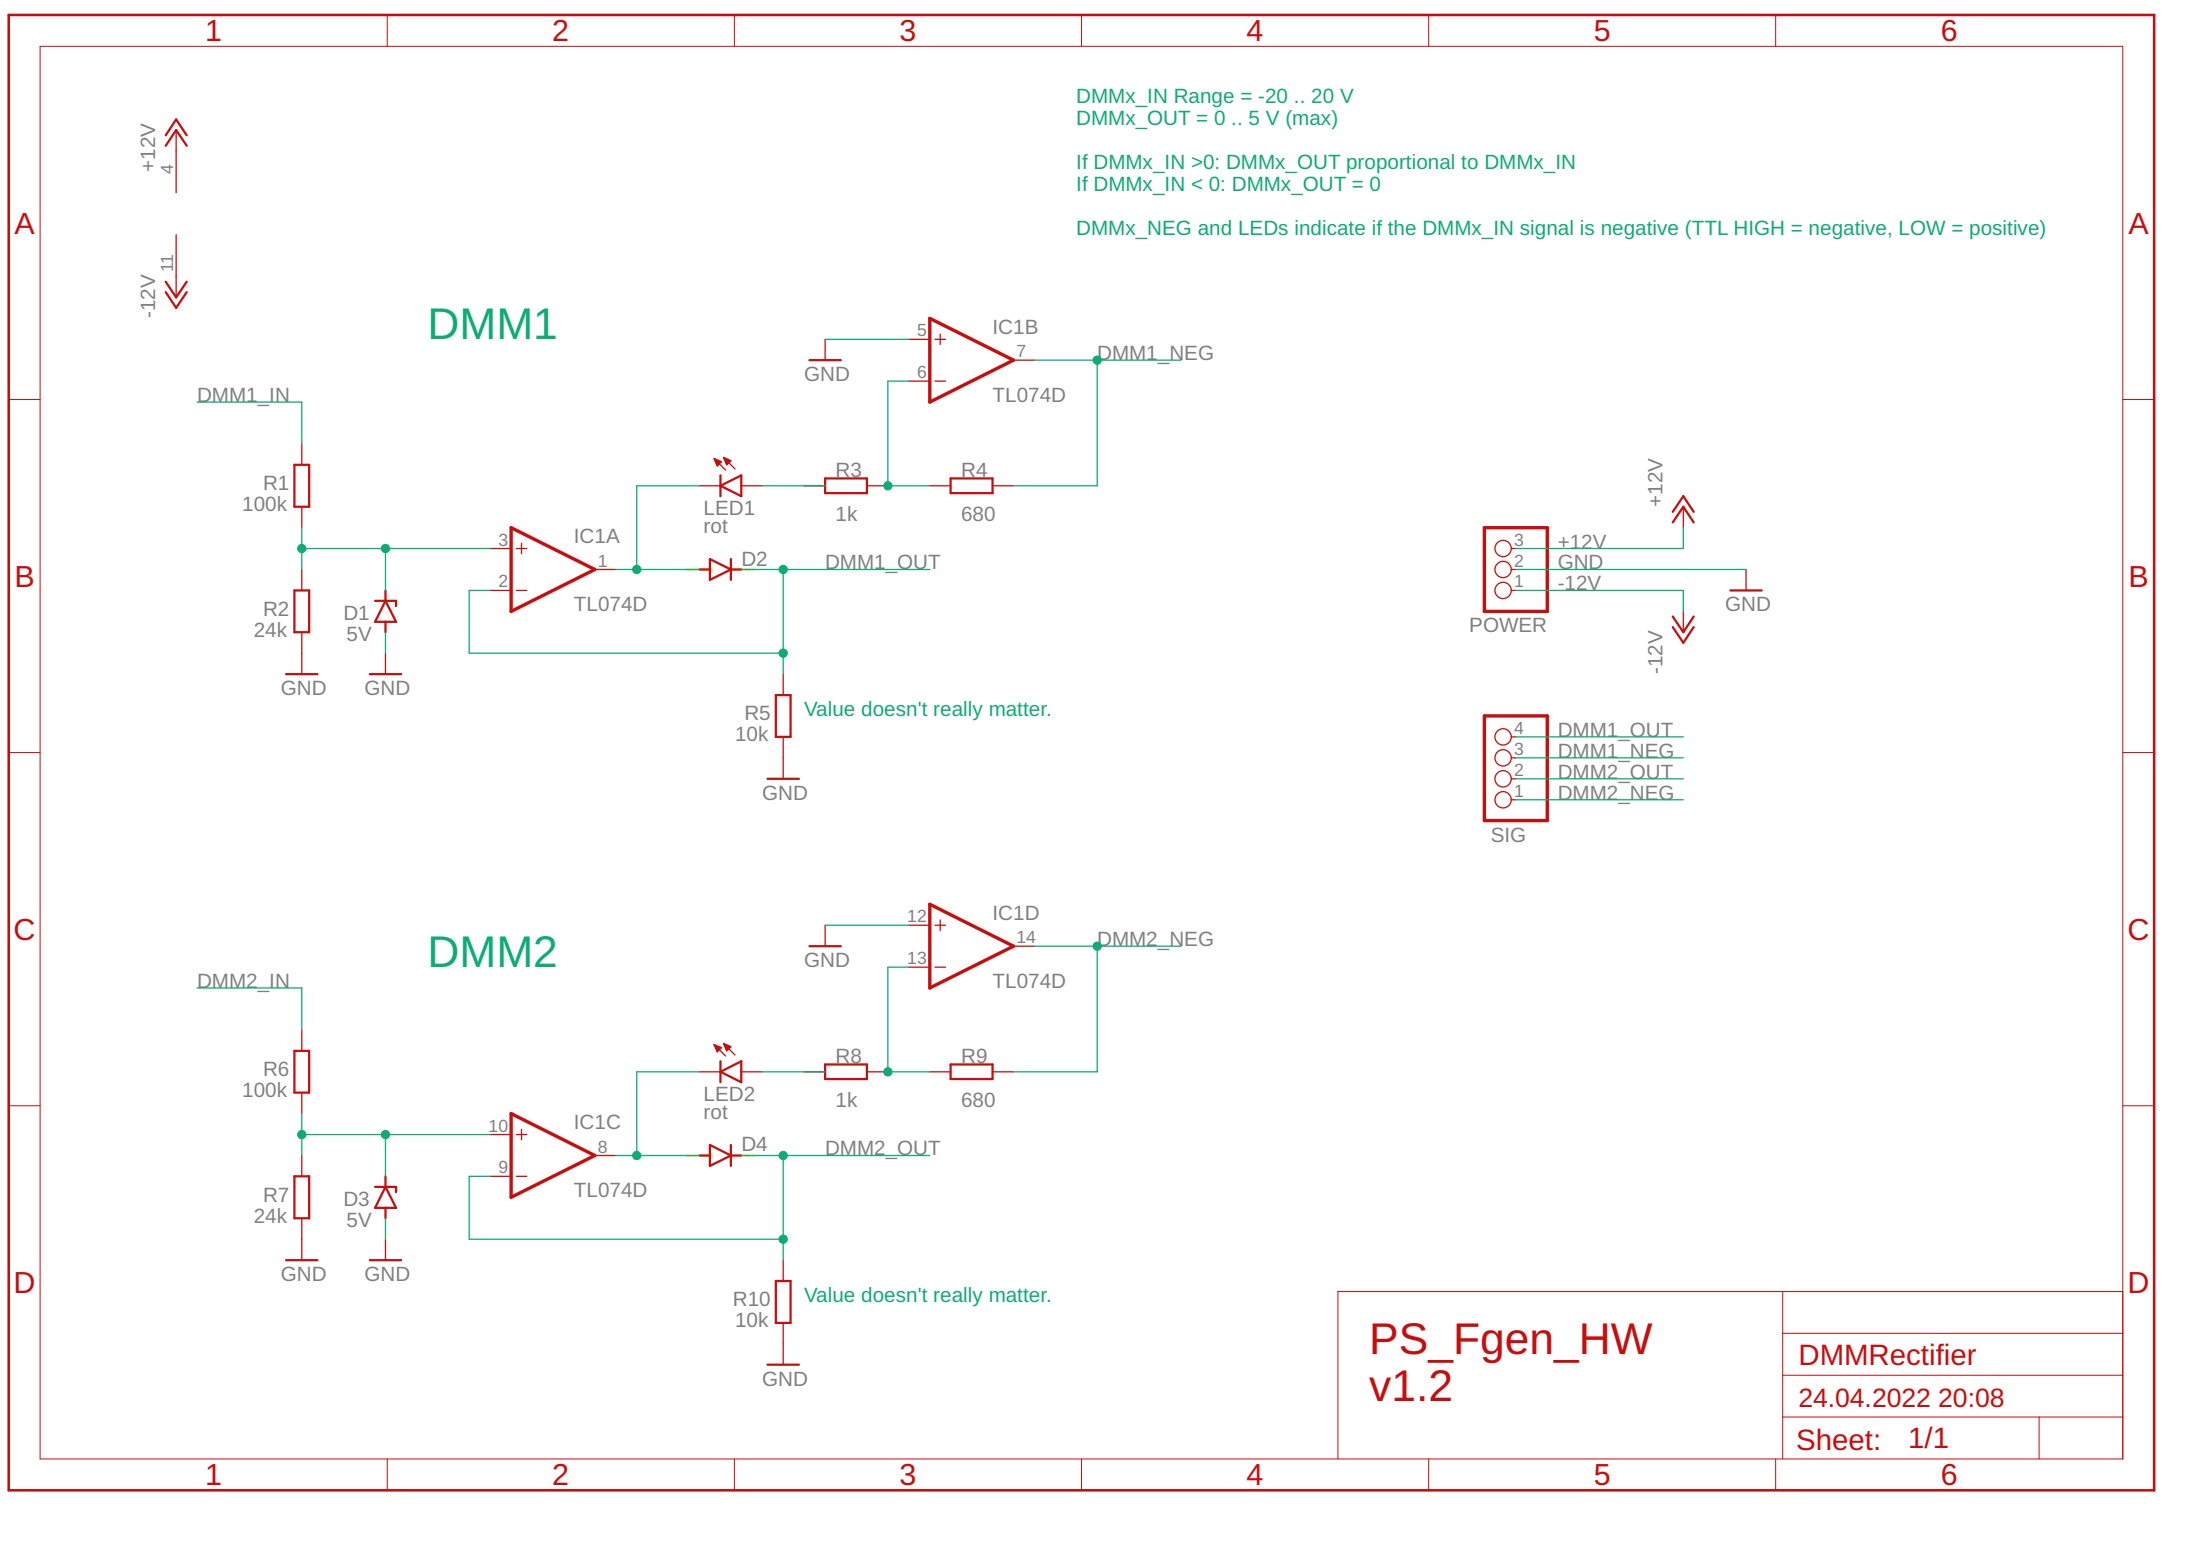 1 2 3 4 5 6
A A
B B
C C
D D
+12V
4
11
-12V
DMMx_IN Range = -20 .. 20 V
DMMx_OUT = 0 .. 5 V (max)
If DMMx_IN >0: DMMx_OUT proportional to DMMx_IN
If DMMx_IN < 0: DMMx_OUT = 0
DMMx_NEG and LEDs indicate if the DMMx_IN signal is negative (TTL HIGH = negative, LOW = positive)
DMM1
DMM1_IN
R1
100k
R2
24k
GND
D1
5V
GND
3
+
2
−
IC1A
1
TL074D
LED1
rot
D2
DMM1_OUT
R3
1k
R4
680
GND
5
+
6
−
IC1B
7
TL074D
DMM1_NEG
R5
10k
Value doesn't really matter.
GND
+12V
3 +12V
2 GND
1 -12V
POWER
GND
-12V
4 DMM1_OUT
3 DMM1_NEG
2 DMM2_OUT
1 DMM2_NEG
SIG
DMM2
DMM2_IN
R6
100k
R7
24k
GND
D3
5V
GND
10
+
9
−
IC1C
8
TL074D
LED2
rot
D4
DMM2_OUT
R8
1k
R9
680
GND
12
+
13
−
IC1D
14
TL074D
DMM2_NEG
R10
10k
Value doesn't really matter.
GND
PS_Fgen_HW
v1.2
DMMRectifier
24.04.2022 20:08
Sheet: 1/1
1 2 3 4 5 6